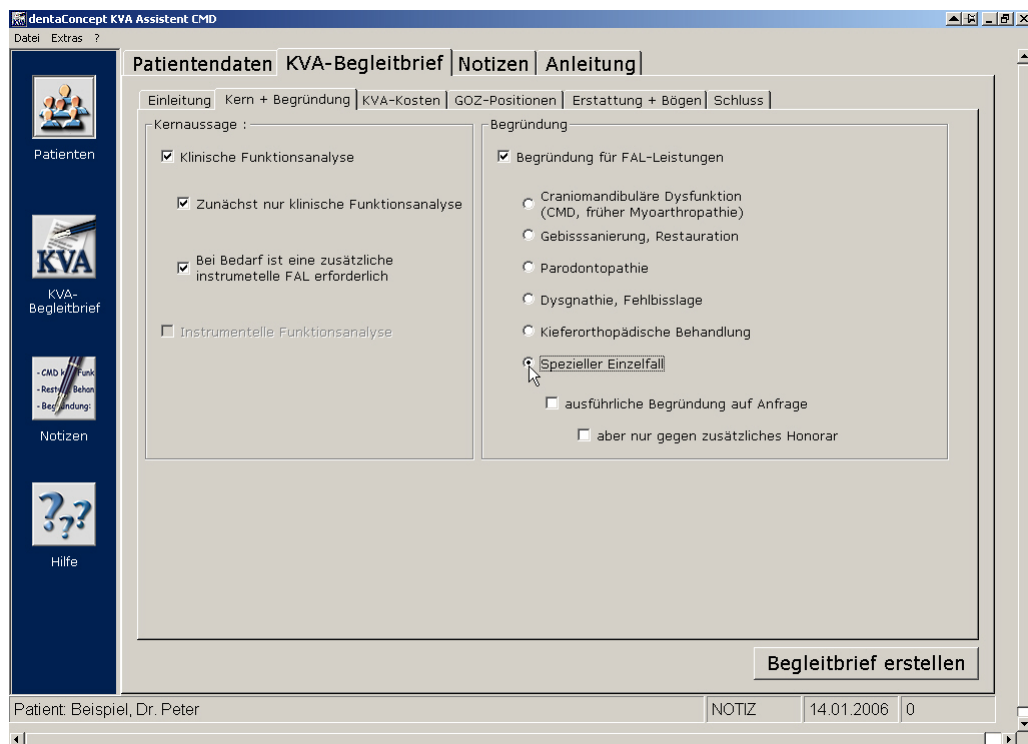 dentaConcept KVA Assistent CMD
Datei Extras ?
Patientendaten KVA-Begleitbrief Notizen Anleitung
Einleitung Kern + Begründung KVA-Kosten GOZ-Positionen Erstattung + Bögen Schluss
Kernaussage :
Klinische Funktionsanalyse
Zunächst nur klinische Funktionsanalyse
Bei Bedarf ist eine zusätzliche
instrumetelle FAL erforderlich
Instrumentelle Funktionsanalyse
Begründung
Begründung für FAL-Leistungen
Craniomandibuläre Dysfunktion
(CMD, früher Myoarthropathie)
Gebisssanierung, Restauration
Parodontopathie
Dysgnathie, Fehlbisslage
Kieferorthopädische Behandlung
Spezieller Einzelfall
ausführliche Begründung auf Anfrage
aber nur gegen zusätzliches Honorar
Patienten
KVA
KVA-
Begleitbrief
- CMD
- Behan
Notizen
???
Hilfe
Begleitbrief erstellen
Patient: Beispiel, Dr. Peter NOTIZ 14.01.2006 0